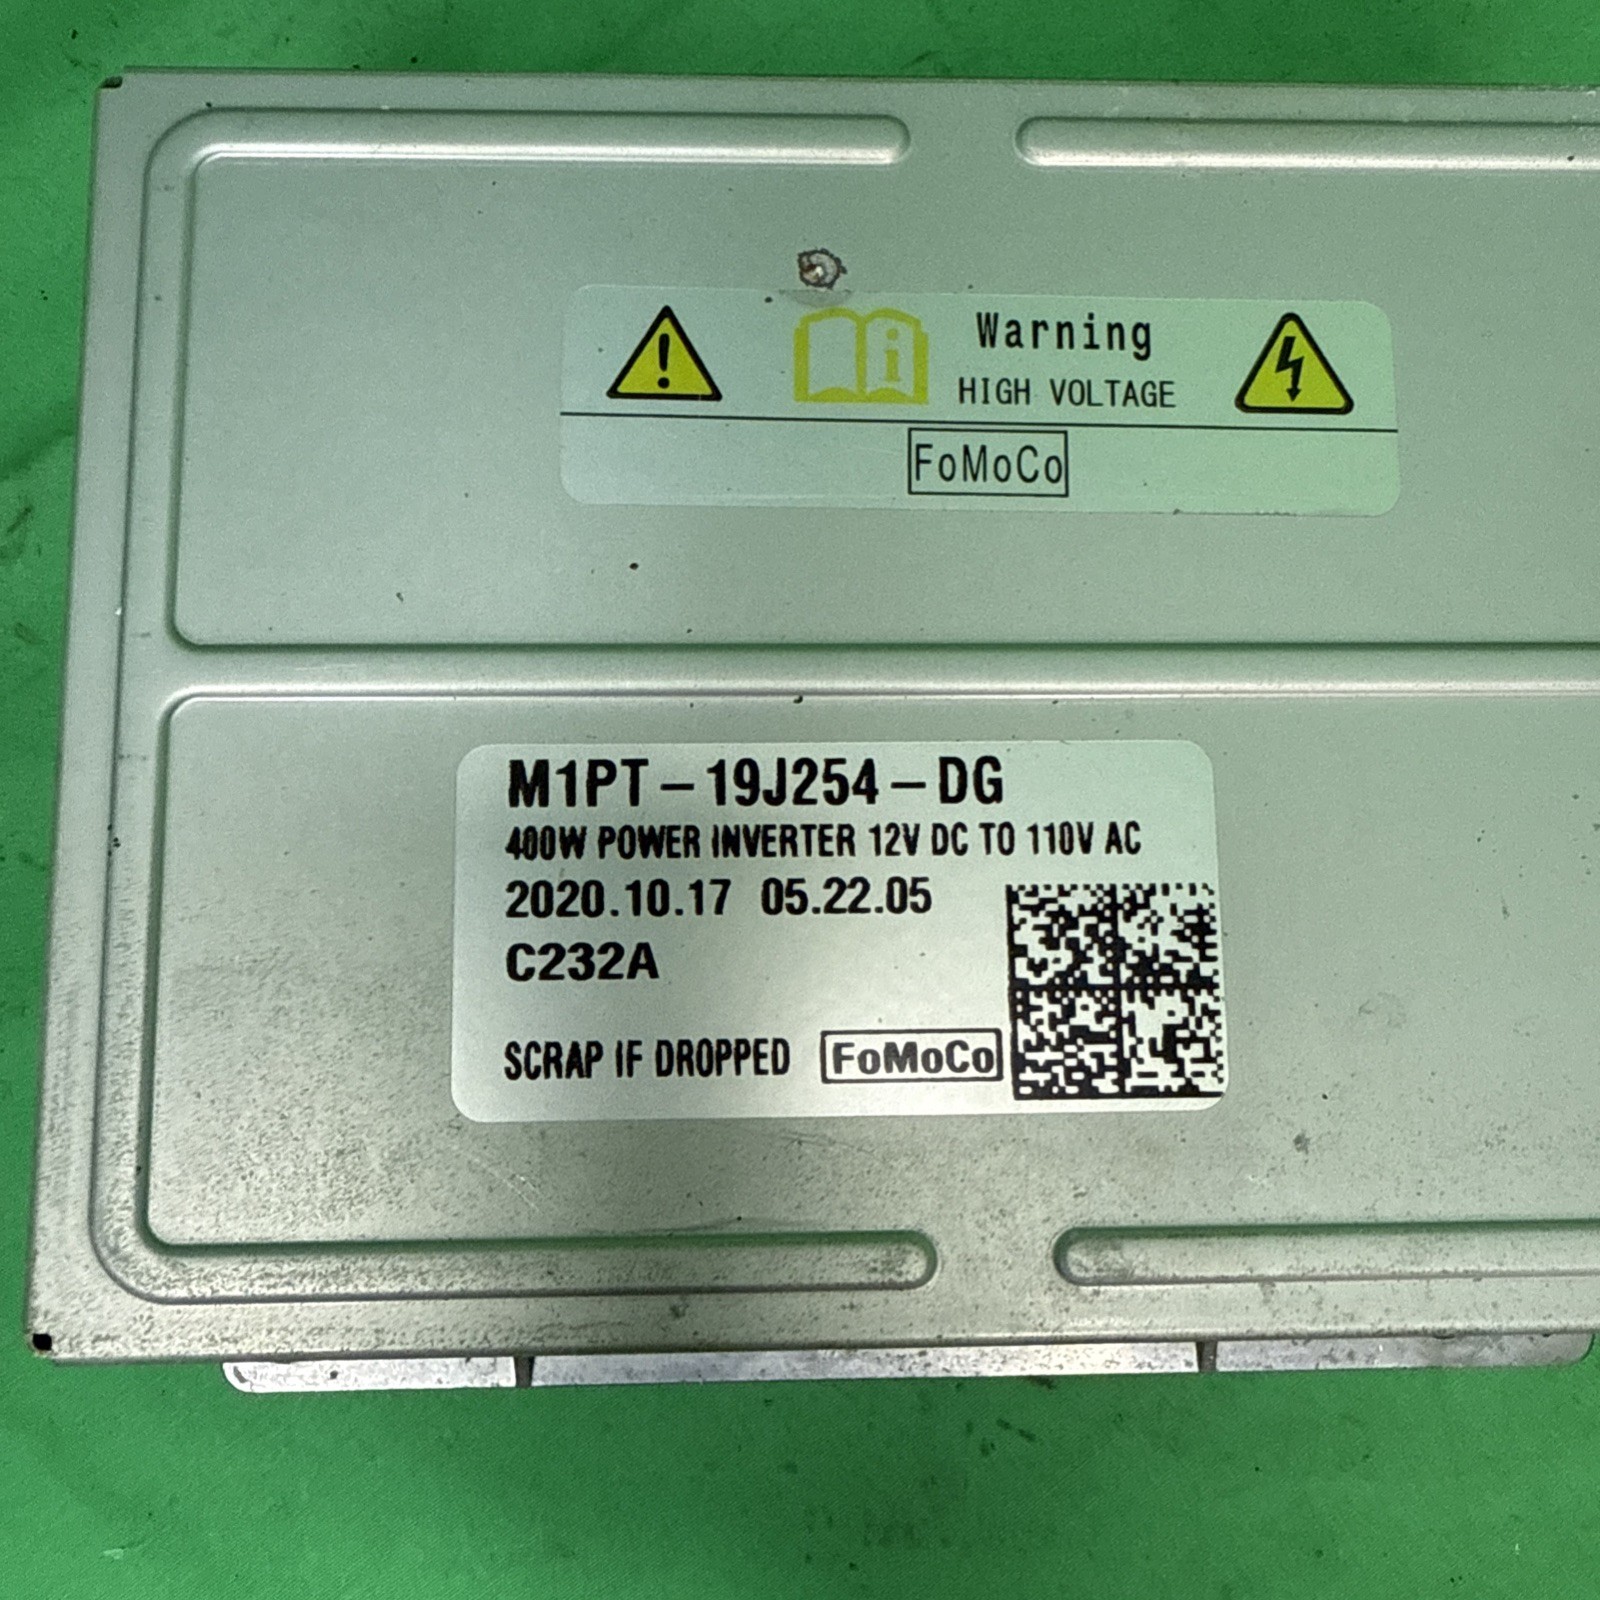 Warning
HIGH VOLTAGE
FoMoCo
M1PT-19J254-DG
400W POWER INVERTER 12V DC TO 110V AC
2020.10.17 05.22.05
C232A
SCRAP IF DROPPED FoMoCo